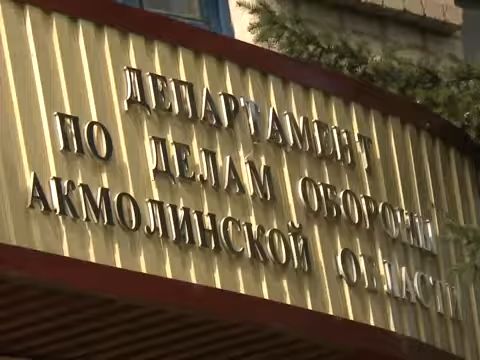 ДЕПАРТАМЕНТ
ПО ДЕЛАМ ОБОРОНЫ
АКМОЛИНСКОЙ ОБЛАСТИ